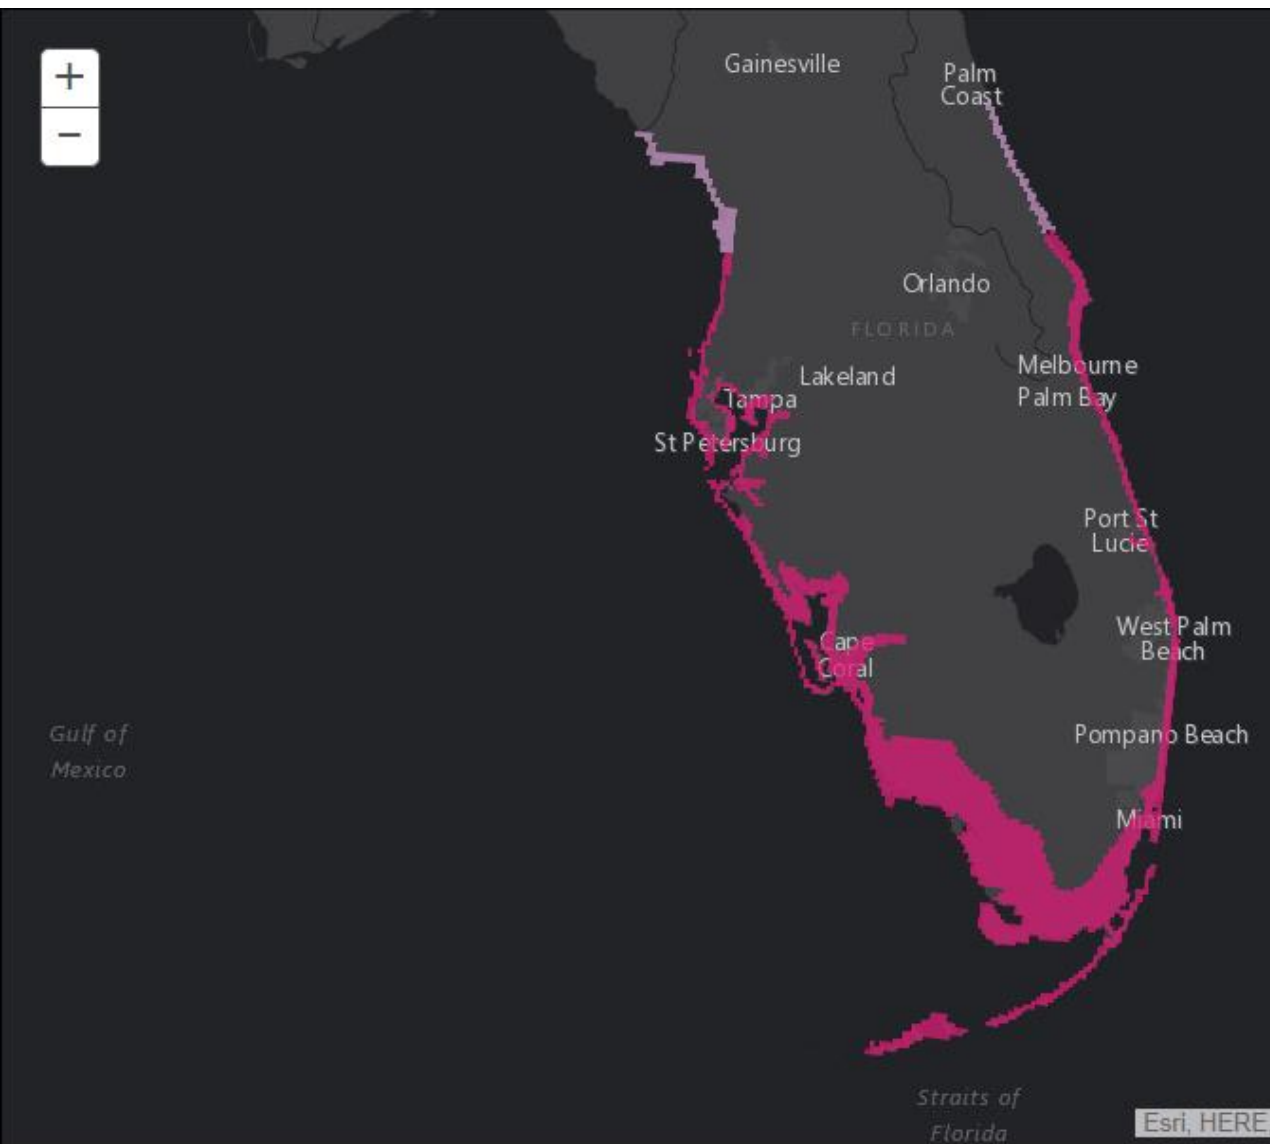 +
−
Gainesville
Palm
Coast
Orlando
FLORIDA
Melbourne
Lakeland
Palm Bay
Tampa
St Petersburg
Port St
Lucie
West Palm
Beach
Cape
Coral
Gulf of
Mexico
Pompano Beach
Miami
Straits of
Florida
Esri, HERE